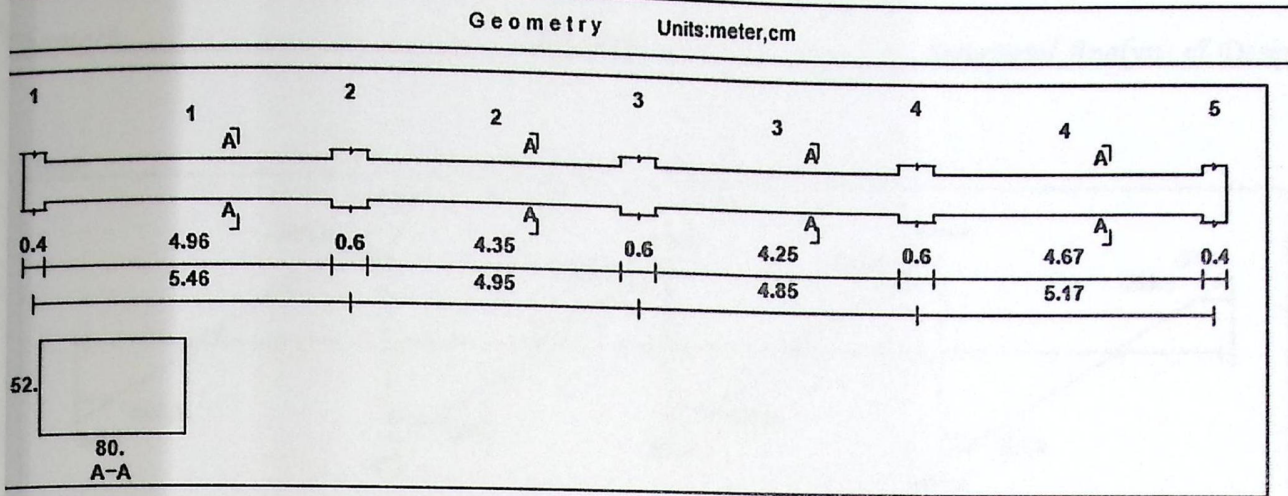 Geometry Units:meter,cm
1 2 3 4 5
1 2 3 4
A A A A
A A A A
0.4 4.96 0.6 4.35 0.6 4.25 0.6 4.67 0.4
5.46 4.95 4.85 5.17
52.
80.
A-A